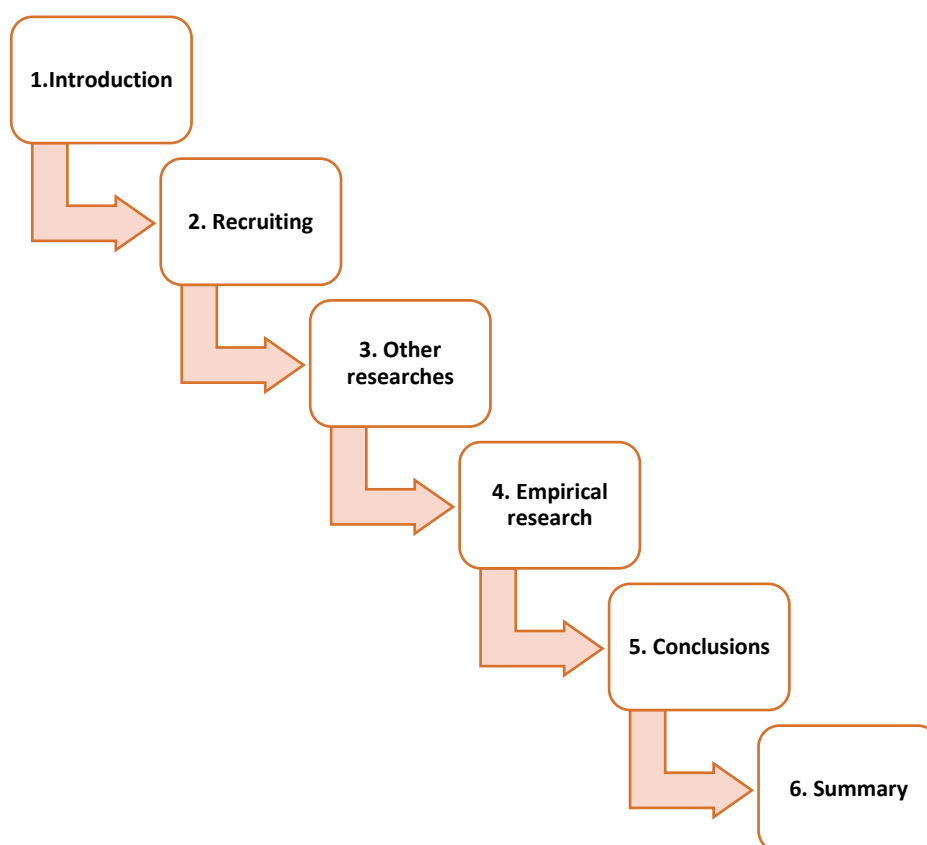 1.Introduction
2. Recruiting
3. Other
researches
4. Empirical
research
5. Conclusions
6. Summary